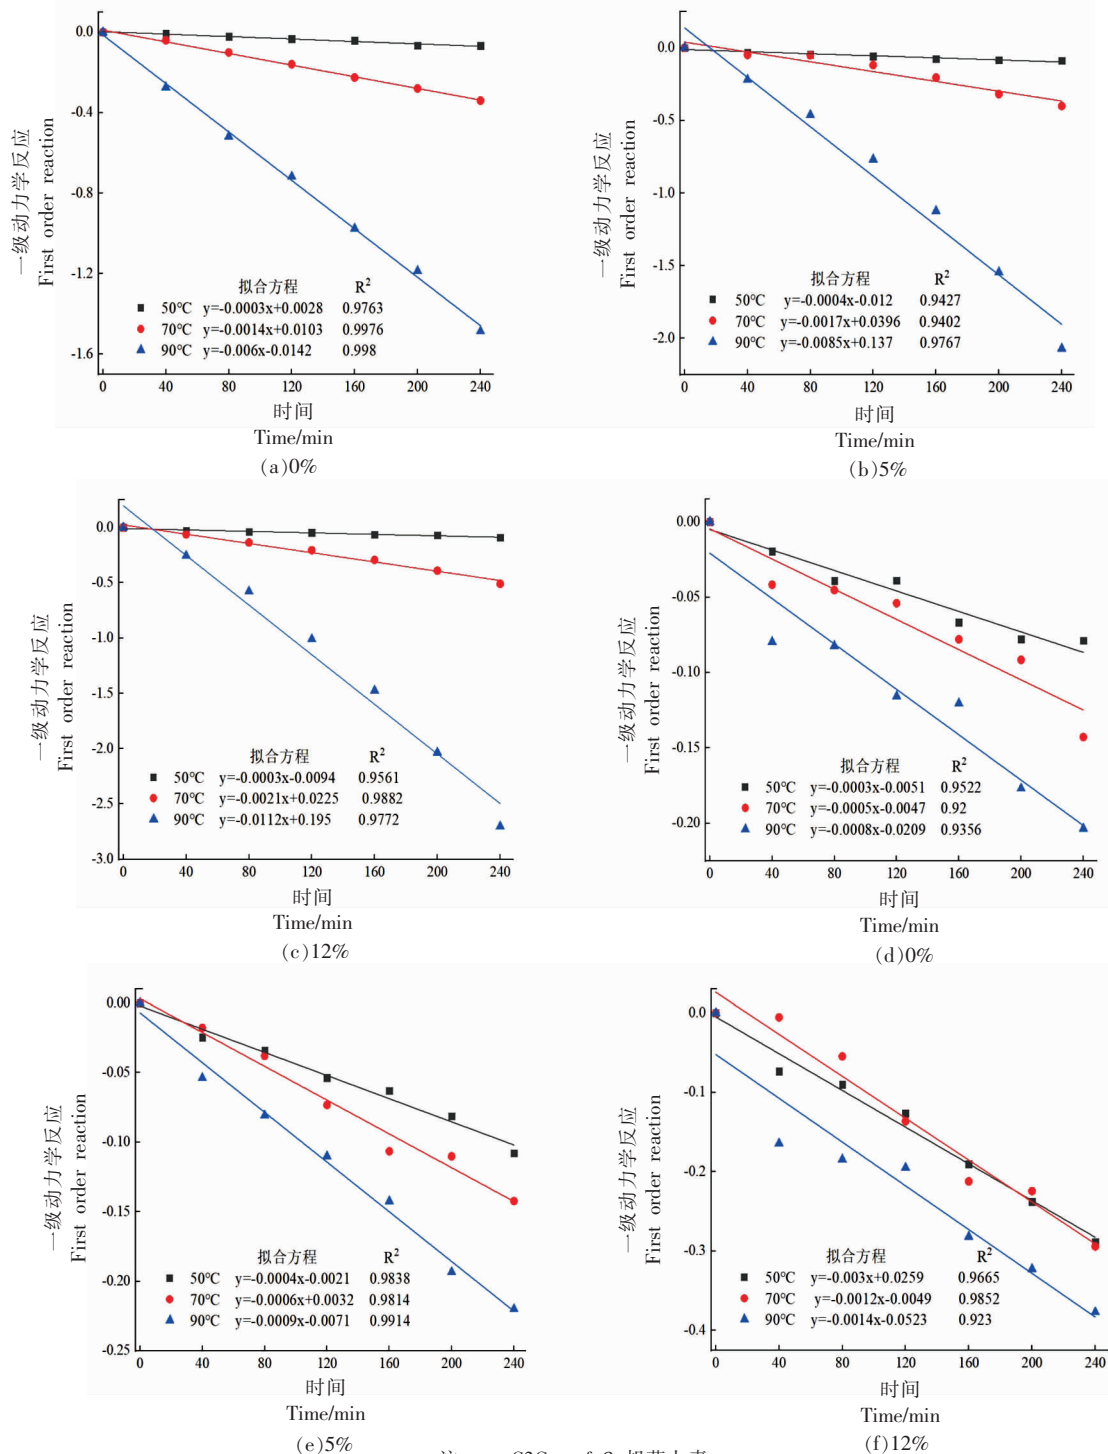 0.0
-0.4
-0.8
-1.2
-1.6
一级动力学反应
First order reaction
拟合方程 R²
50℃ y=-0.0003x+0.0028 0.9763
70℃ y=-0.0014x+0.0103 0.9976
90℃ y=-0.006x-0.0142 0.998
0 40 80 120 160 200 240
时间
Time/min
(a)0%
0.0
-0.5
-1.0
-1.5
-2.0
一级动力学反应
First order reaction
拟合方程 R²
50℃ y=-0.0004x-0.012 0.9427
70℃ y=-0.0017x+0.0396 0.9402
90℃ y=-0.0085x+0.137 0.9767
0 40 80 120 160 200 240
时间
Time/min
(b)5%
0.0
-0.5
-1.0
-1.5
-2.0
-2.5
-3.0
一级动力学反应
First order reaction
拟合方程 R²
50℃ y=-0.0003x-0.0094 0.9561
70℃ y=-0.0021x+0.0225 0.9882
90℃ y=-0.0112x+0.195 0.9772
0 40 80 120 160 200 240
时间
Time/min
(c)12%
0.00
-0.05
-0.10
-0.15
-0.20
一级动力学反应
First order reaction
拟合方程 R²
50℃ y=-0.0003x-0.0051 0.9522
70℃ y=-0.0005x-0.0047 0.92
90℃ y=-0.0008x-0.0209 0.9356
0 40 80 120 160 200 240
时间
Time/min
(d)0%
0.00
-0.05
-0.10
-0.15
-0.20
-0.25
一级动力学反应
First order reaction
拟合方程 R²
50℃ y=-0.0004x-0.0021 0.9838
70℃ y=-0.0006x+0.0032 0.9814
90℃ y=-0.0009x-0.0071 0.9914
0 40 80 120 160 200 240
时间
Time/min
(e)5%
0.0
-0.1
-0.2
-0.3
-0.4
一级动力学反应
First order reaction
拟合方程 R²
50℃ y=-0.003x+0.0259 0.9665
70℃ y=-0.0012x-0.0049 0.9852
90℃ y=-0.0014x-0.0523 0.923
0 40 80 120 160 200 240
时间
Time/min
(f)12%